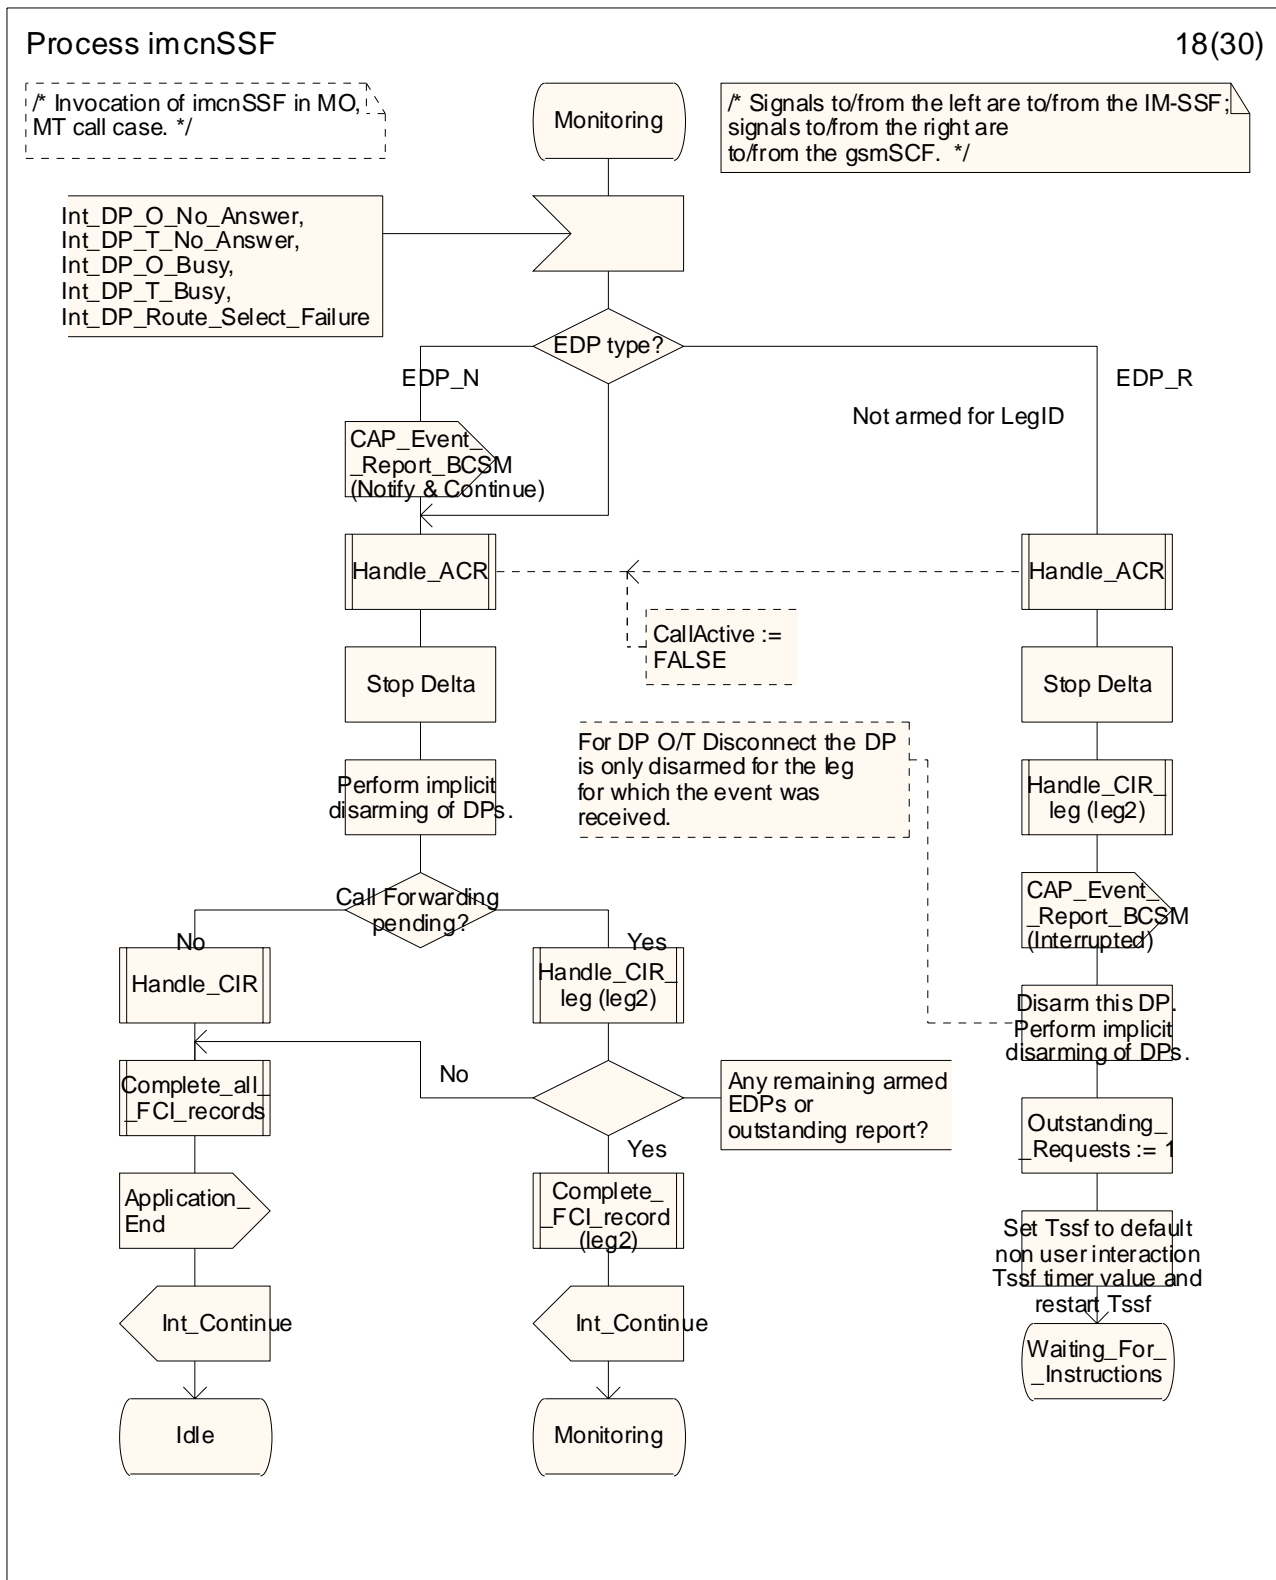 Process imcnSSF
18(30)
/* Invocation of imcnSSF in MO,
MT call case. */
Monitoring
/* Signals to/from the left are to/from the IM-SSF;
signals to/from the right are
to/from the gsmSCF. */
Int_DP_O_No_Answer,
Int_DP_T_No_Answer,
Int_DP_O_Busy,
Int_DP_T_Busy,
Int_DP_Route_Select_Failure
EDP type?
EDP_N
EDP_R
Not armed for LegID
CAP_Event_
_Report_BCSM
(Notify & Continue)
Handle_ACR
Handle_ACR
CallActive :=
FALSE
Stop Delta
Stop Delta
For DP O/T Disconnect the DP
is only disarmed for the leg
for which the event was
received.
Perform implicit
disarming of DPs.
Handle_CIR_
leg (leg2)
Call Forwarding
pending?
CAP_Event_
_Report_BCSM
(Interrupted)
No
Yes
Handle_CIR
Handle_CIR_
leg (leg2)
Disarm this DP.
Perform implicit
disarming of DPs.
No
Any remaining armed
EDPs or
outstanding report?
Complete_all_
_FCI_records
Outstanding_
_Requests := 1
Yes
Complete_
_FCI_record
(leg2)
Application_
End
Set Tssf to default
non user interaction
Tssf timer value and
restart Tssf
Int_Continue
Int_Continue
Waiting_For_
_Instructions
Idle
Monitoring